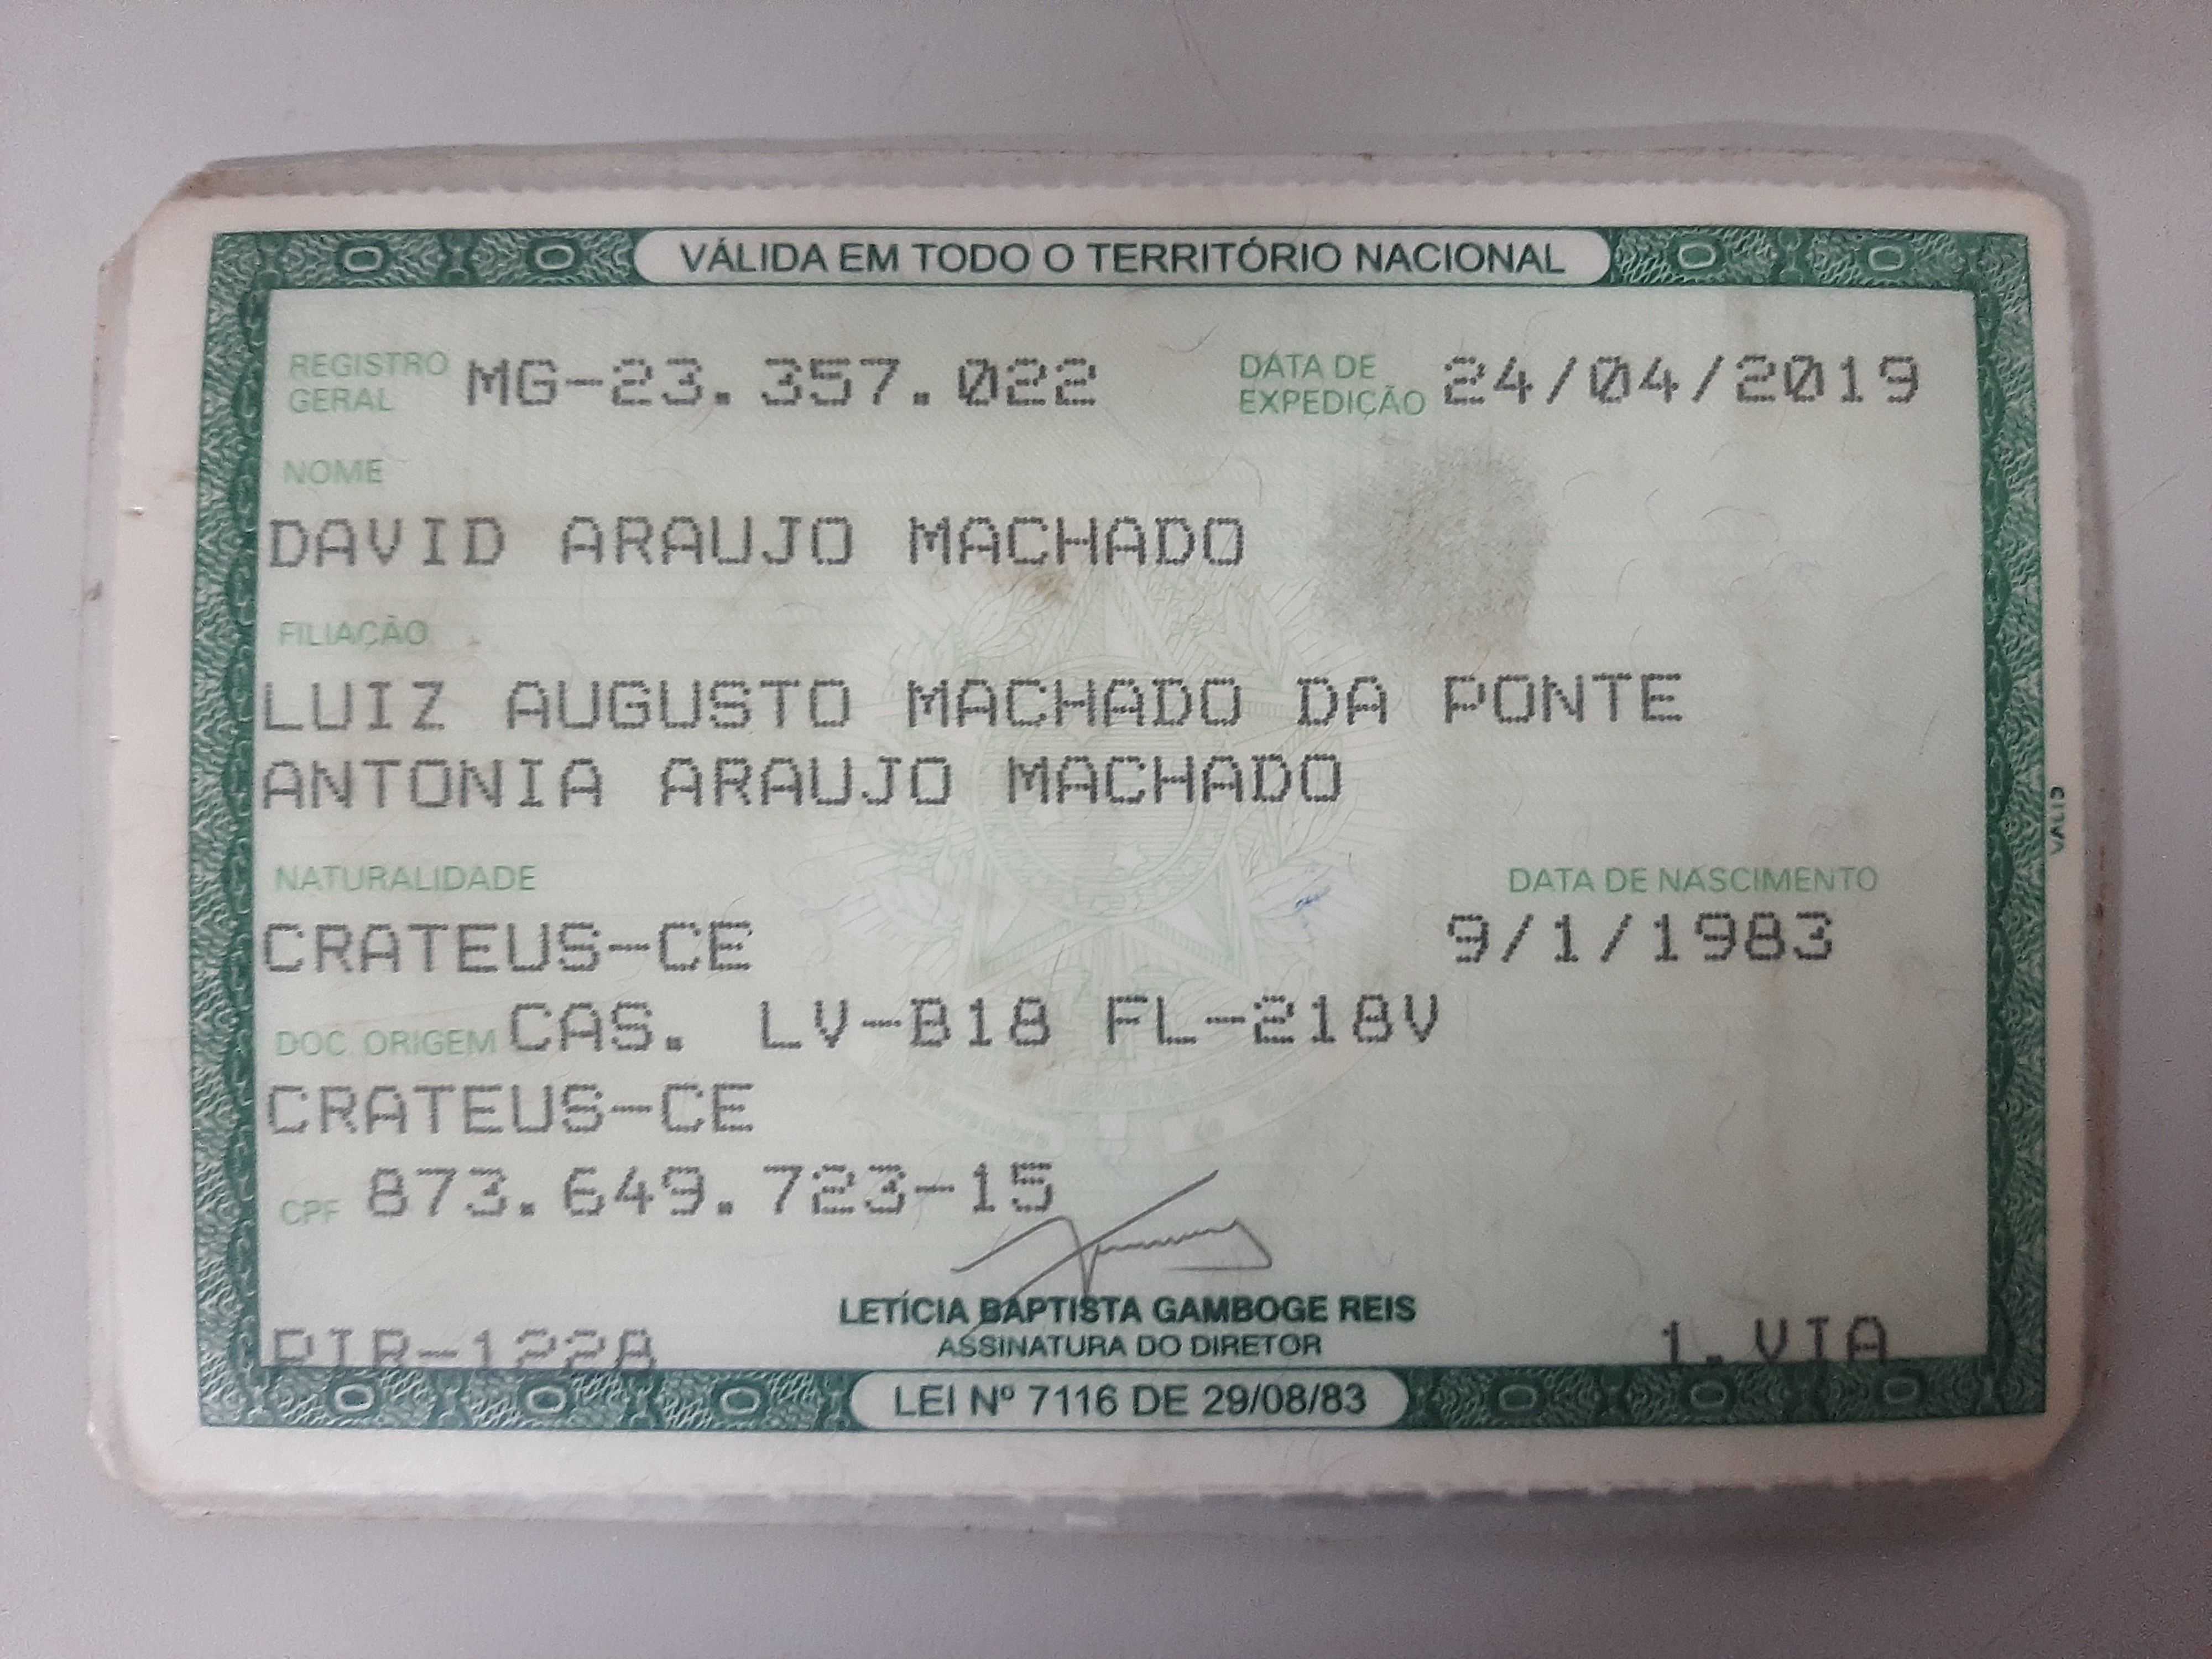 VÁLIDA EM TODO O TERRITÓRIO NACIONAL
REGISTRO GERAL MG-23.357.022 DATA DE EXPEDIÇÃO 24/04/2019
NOME
DAVID ARAUJO MACHADO
FILIAÇÃO
LUIZ AUGUSTO MACHADO DA PONTE
ANTONIA ARAUJO MACHADO
NATURALIDADE DATA DE NASCIMENTO
CRATEUS-CE 9/1/1983
DOC. ORIGEM CAS. LV-B18 FL-218V
CRATEUS-CE
CPF 873.649.723-15
LETÍCIA BAPTISTA GAMBOGE REIS
ASSINATURA DO DIRETOR
1.VIA
LEI Nº 7116 DE 29/08/83